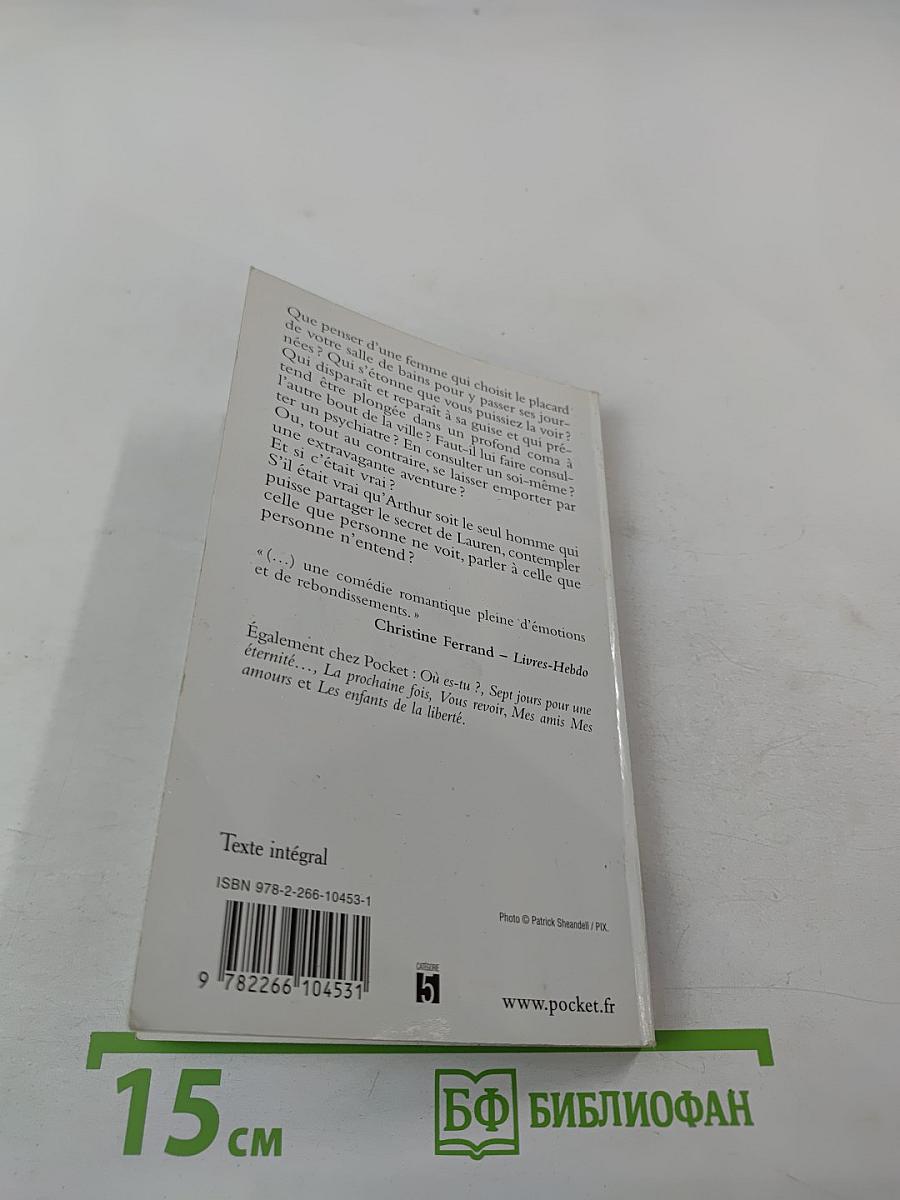 Que penser d'une femme qui choisit le placard
de votre salle de bains pour y passer ses jour-
nées ? Qui s'étonne que vous puissiez la voir ?
Qui disparaît et reparaît à sa guise et qui pré-
tend être plongée dans un profond coma à
l'autre bout de la ville ? Faut-il lui faire consul-
ter un psychiatre ? En consulter un soi-même ?
Ou, tout au contraire, se laisser emporter par
une extravagante aventure ?
Et si c'était vrai ?
S'il était vrai qu'Arthur soit le seul homme qui
puisse partager le secret de Lauren, contempler
celle que personne ne voit, parler à celle que
personne n'entend ?
« (...) une comédie romantique pleine d'émotions
et de rebondissements. »
Christine Ferrand – Livres-Hebdo
Également chez Pocket : Où es-tu ?, Sept jours pour une
éternité..., La prochaine fois, Vous revoir, Mes amis Mes
amours et Les enfants de la liberté.
Texte intégral
ISBN 978-2-266-10453-1
9 782266 104531
Photo © Patrick Sheandell / PIX.
CATÉGORIE
5
www.pocket.fr
15 см
БФ БИБЛИОФАН